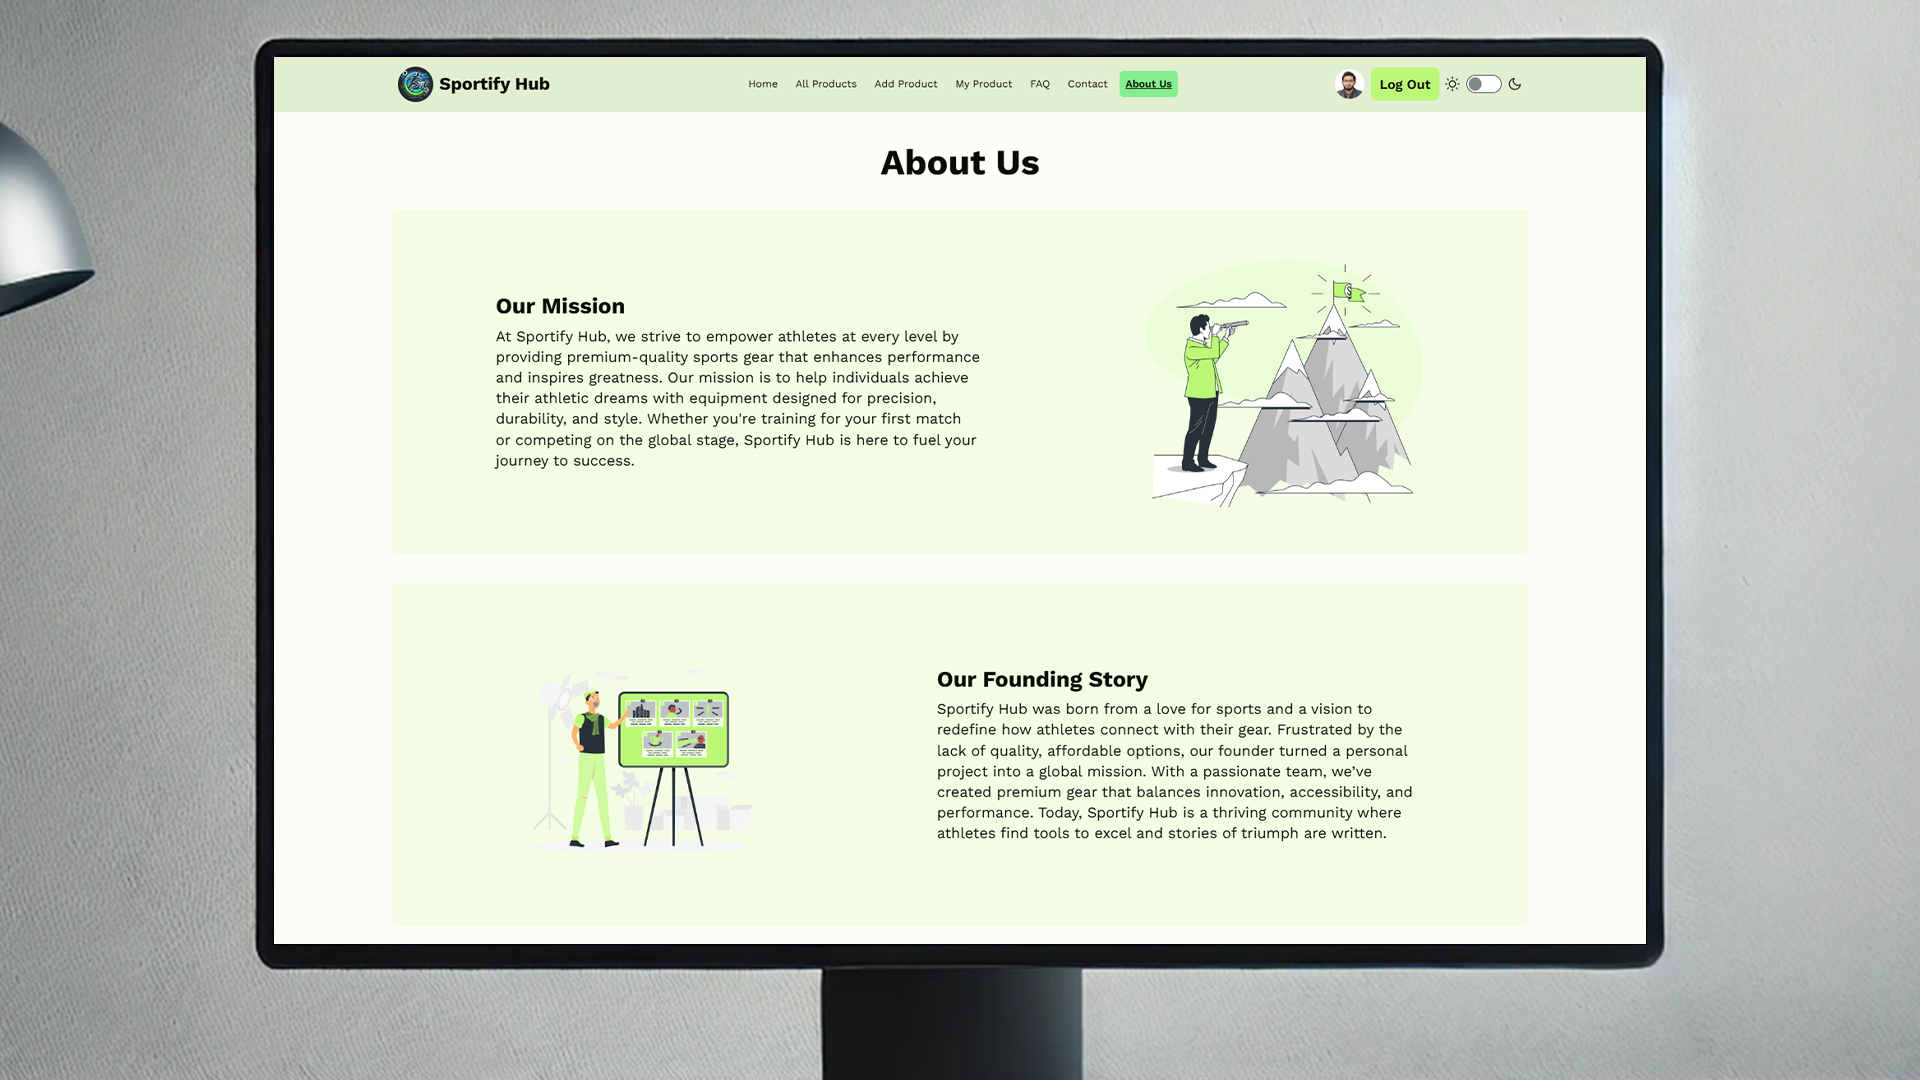 Sportify Hub
Home All Products Add Product My Product FAQ Contact About Us
Log Out
About Us
Our Mission
At Sportify Hub, we strive to empower athletes at every level by
providing premium-quality sports gear that enhances performance
and inspires greatness. Our mission is to help individuals achieve
their athletic dreams with equipment designed for precision,
durability, and style. Whether you're training for your first match
or competing on the global stage, Sportify Hub is here to fuel your
journey to success.
Our Founding Story
Sportify Hub was born from a love for sports and a vision to
redefine how athletes connect with their gear. Frustrated by the
lack of quality, affordable options, our founder turned a personal
project into a global mission. With a passionate team, we’ve
created premium gear that balances innovation, accessibility, and
performance. Today, Sportify Hub is a thriving community where
athletes find tools to excel and stories of triumph are written.